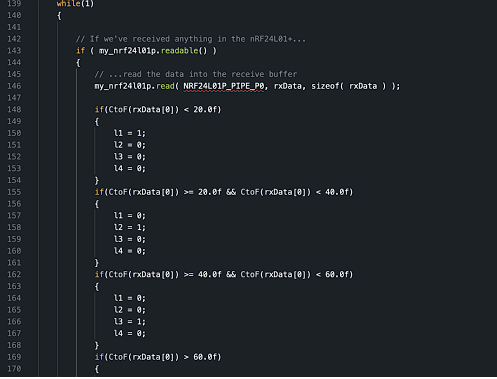 139 while(1)
140 {
141
142 // If we've received anything in the nRF24L01+...
143 if ( my_nrf24l01p.readable() )
144 {
145 // ...read the data into the receive buffer
146 my_nrf24l01p.read( NRF24L01P_PIPE_P0, rxData, sizeof( rxData ) );
147
148 if(CtoF(rxData[0]) < 20.0f)
149 {
150 l1 = 1;
151 l2 = 0;
152 l3 = 0;
153 l4 = 0;
154 }
155 if(CtoF(rxData[0]) >= 20.0f && CtoF(rxData[0]) < 40.0f)
156 {
157 l1 = 0;
158 l2 = 1;
159 l3 = 0;
160 l4 = 0;
161 }
162 if(CtoF(rxData[0]) >= 40.0f && CtoF(rxData[0]) < 60.0f)
163 {
164 l1 = 0;
165 l2 = 0;
166 l3 = 1;
167 l4 = 0;
168 }
169 if(CtoF(rxData[0]) > 60.0f)
170 {